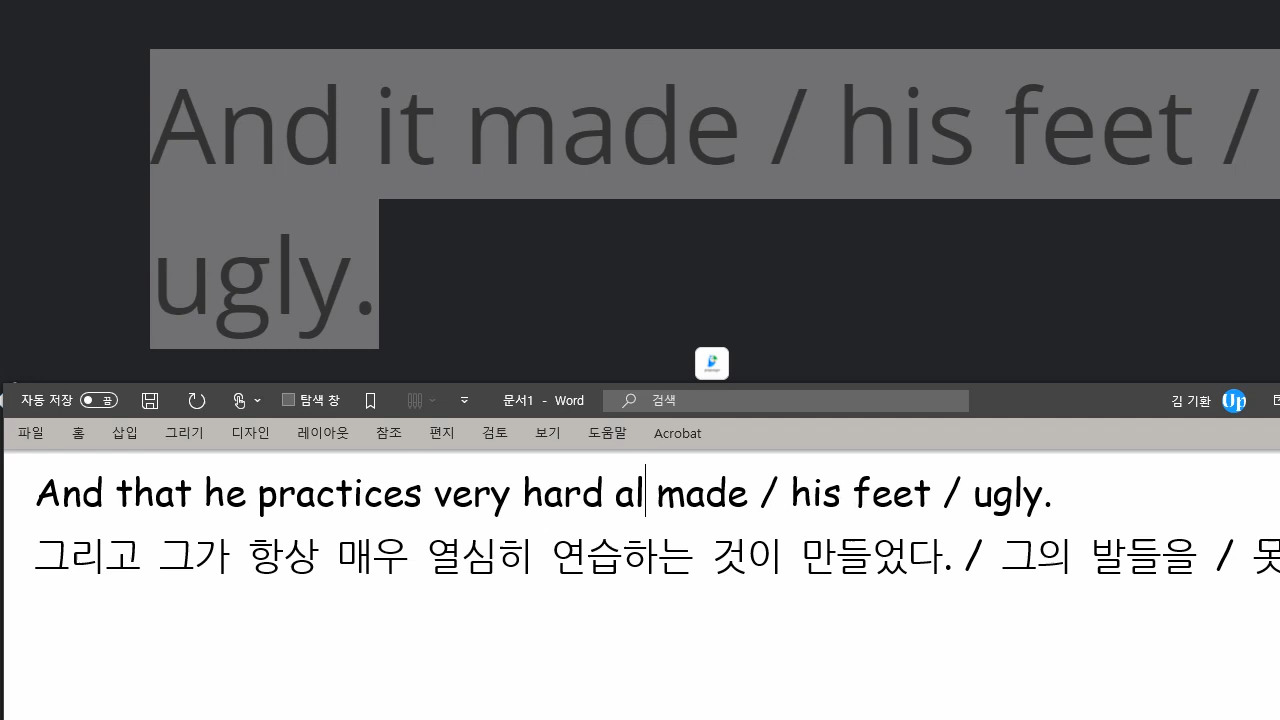 And it made / his feet /
ugly.
자동 저장 끔 탐색 창 문서1 - Word 검색 김 기환 Up
파일 홈 삽입 그리기 디자인 레이아웃 참조 편지 검토 보기 도움말 Acrobat
And that he practices very hard al made / his feet / ugly.
그리고 그가 항상 매우 열심히 연습하는 것이 만들었다. / 그의 발들을 / 못